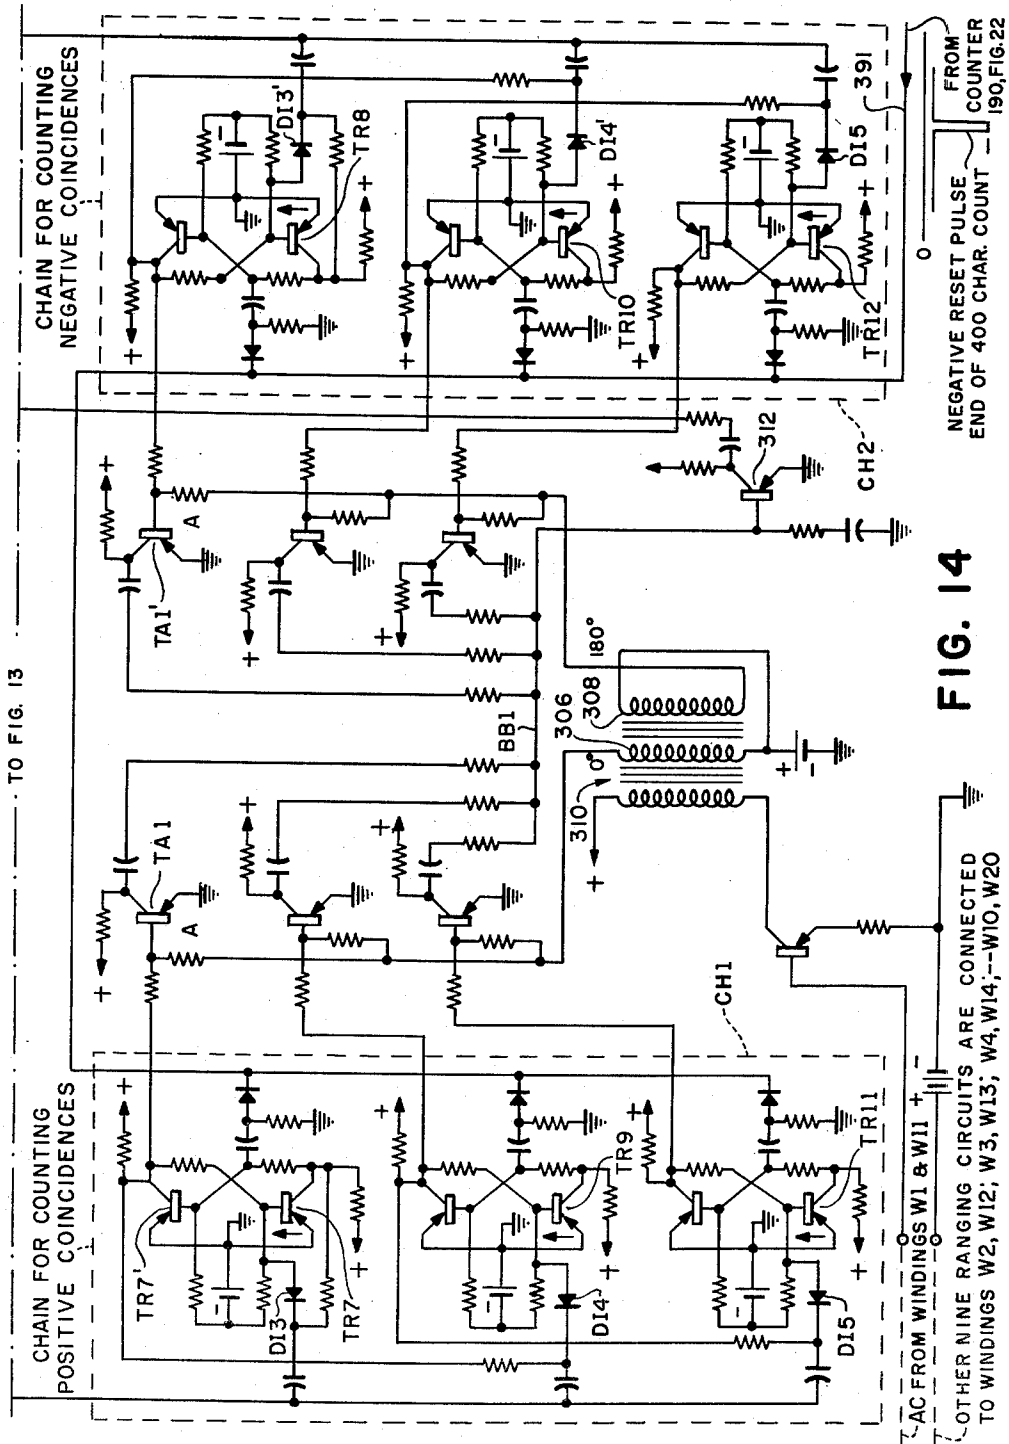 TO FIG. 13
CHAIN FOR COUNTING
POSITIVE COINCIDENCES
CHAIN FOR COUNTING
NEGATIVE COINCIDENCES
TR7'
DI3
TR7
+
+
TR9
DI4
+
+
TR11
DI5
+
+
CH1
TA1
A
+
+
+
TA1'
A
+
+
+
BB1
310
0°
306
308
180°
+
+
-
312
TR8
DI3'
+
+
-
TR10
DI4'
+
+
-
TR12
DI5
+
+
-
CH2
391
FROM
COUNTER
190, FIG. 22
0
NEGATIVE RESET PULSE
END OF 400 CHAR. COUNT
AC FROM WINDINGS W1 & W11
+
-
OTHER NINE RANGING CIRCUITS ARE CONNECTED
TO WINDINGS W2, W12; W3, W13; W4, W14;--W10, W20
FIG. 14